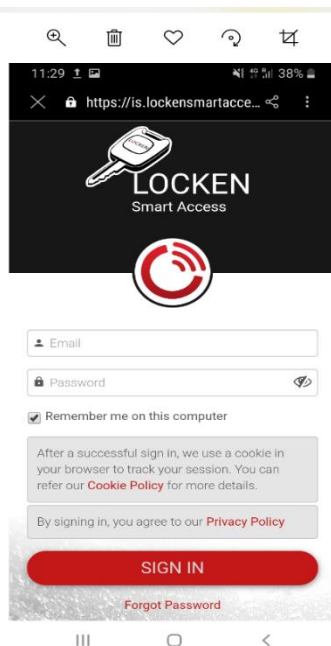 11:29 38%
https://is.lockensmartacce...
LOCKEN
LOCKEN
Smart Access
Email
Password
Remember me on this computer
After a successful sign in, we use a cookie in
your browser to track your session. You can
refer our Cookie Policy for more details.
By signing in, you agree to our Privacy Policy
SIGN IN
Forgot Password